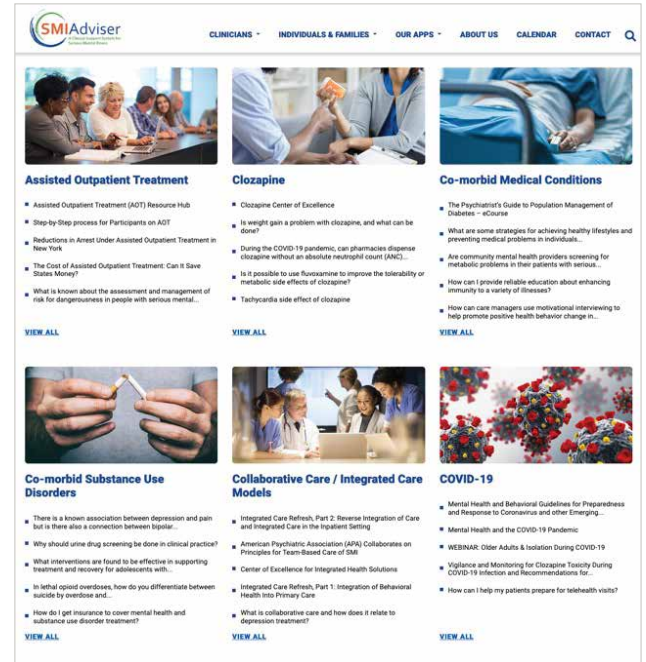 SMIAdviser
A Clinical Support System for
Serious Mental Illness
CLINICIANS
INDIVIDUALS & FAMILIES
OUR APPS
ABOUT US
CALENDAR
CONTACT
Assisted Outpatient Treatment
Assisted Outpatient Treatment (AOT) Resource Hub
Step-by-Step process for Participants on AOT
Reductions in Arrest Under Assisted Outpatient Treatment in
New York
The Cost of Assisted Outpatient Treatment: Can It Save
States Money?
What is known about the assessment and management of
risk for dangerousness in people with serious mental...
VIEW ALL
Clozapine
Clozapine Center of Excellence
Is weight gain a problem with clozapine, and what can be
done?
During the COVID-19 pandemic, can pharmacies dispense
clozapine without an absolute neutrophil count (ANC)...
Is it possible to use fluvoxamine to improve the tolerability or
metabolic side effects of clozapine?
Tachycardia side effect of clozapine
VIEW ALL
Co-morbid Medical Conditions
The Psychiatrist's Guide to Population Management of
Diabetes – eCourse
What are some strategies for achieving healthy lifestyles and
preventing medical problems in individuals...
Are community mental health providers screening for
metabolic problems in their patients with serious...
How can I provide reliable education about enhancing
immunity to a variety of illnesses?
How can care managers use motivational interviewing to
help promote positive health behavior change in...
VIEW ALL
Co-morbid Substance Use
Disorders
There is a known association between depression and pain
but is there also a connection between bipolar...
Why should urine drug screening be done in clinical practice?
What interventions are found to be effective in supporting
treatment and recovery for adolescents with...
In lethal opioid overdoses, how do you differentiate between
suicide by overdose and...
How do I get insurance to cover mental health and
substance use disorder treatment?
VIEW ALL
Collaborative Care / Integrated Care
Models
Integrated Care Refresh, Part 2: Reverse Integration of Care
and Integrated Care in the Inpatient Setting
American Psychiatric Association (APA) Collaborates on
Principles for Team-Based Care of SMI
Center of Excellence for Integrated Health Solutions
Integrated Care Refresh, Part 1: Integration of Behavioral
Health Into Primary Care
What is collaborative care and how does it relate to
depression treatment?
VIEW ALL
COVID-19
Mental Health and Behavioral Guidelines for Preparedness
and Response to Coronavirus and other Emerging...
Mental Health and the COVID-19 Pandemic
WEBINAR: Older Adults & Isolation During COVID-19
Vigilance and Monitoring for Clozapine Toxicity During
COVID-19 Infection and Recommendations for...
How can I help my patients prepare for telehealth visits?
VIEW ALL